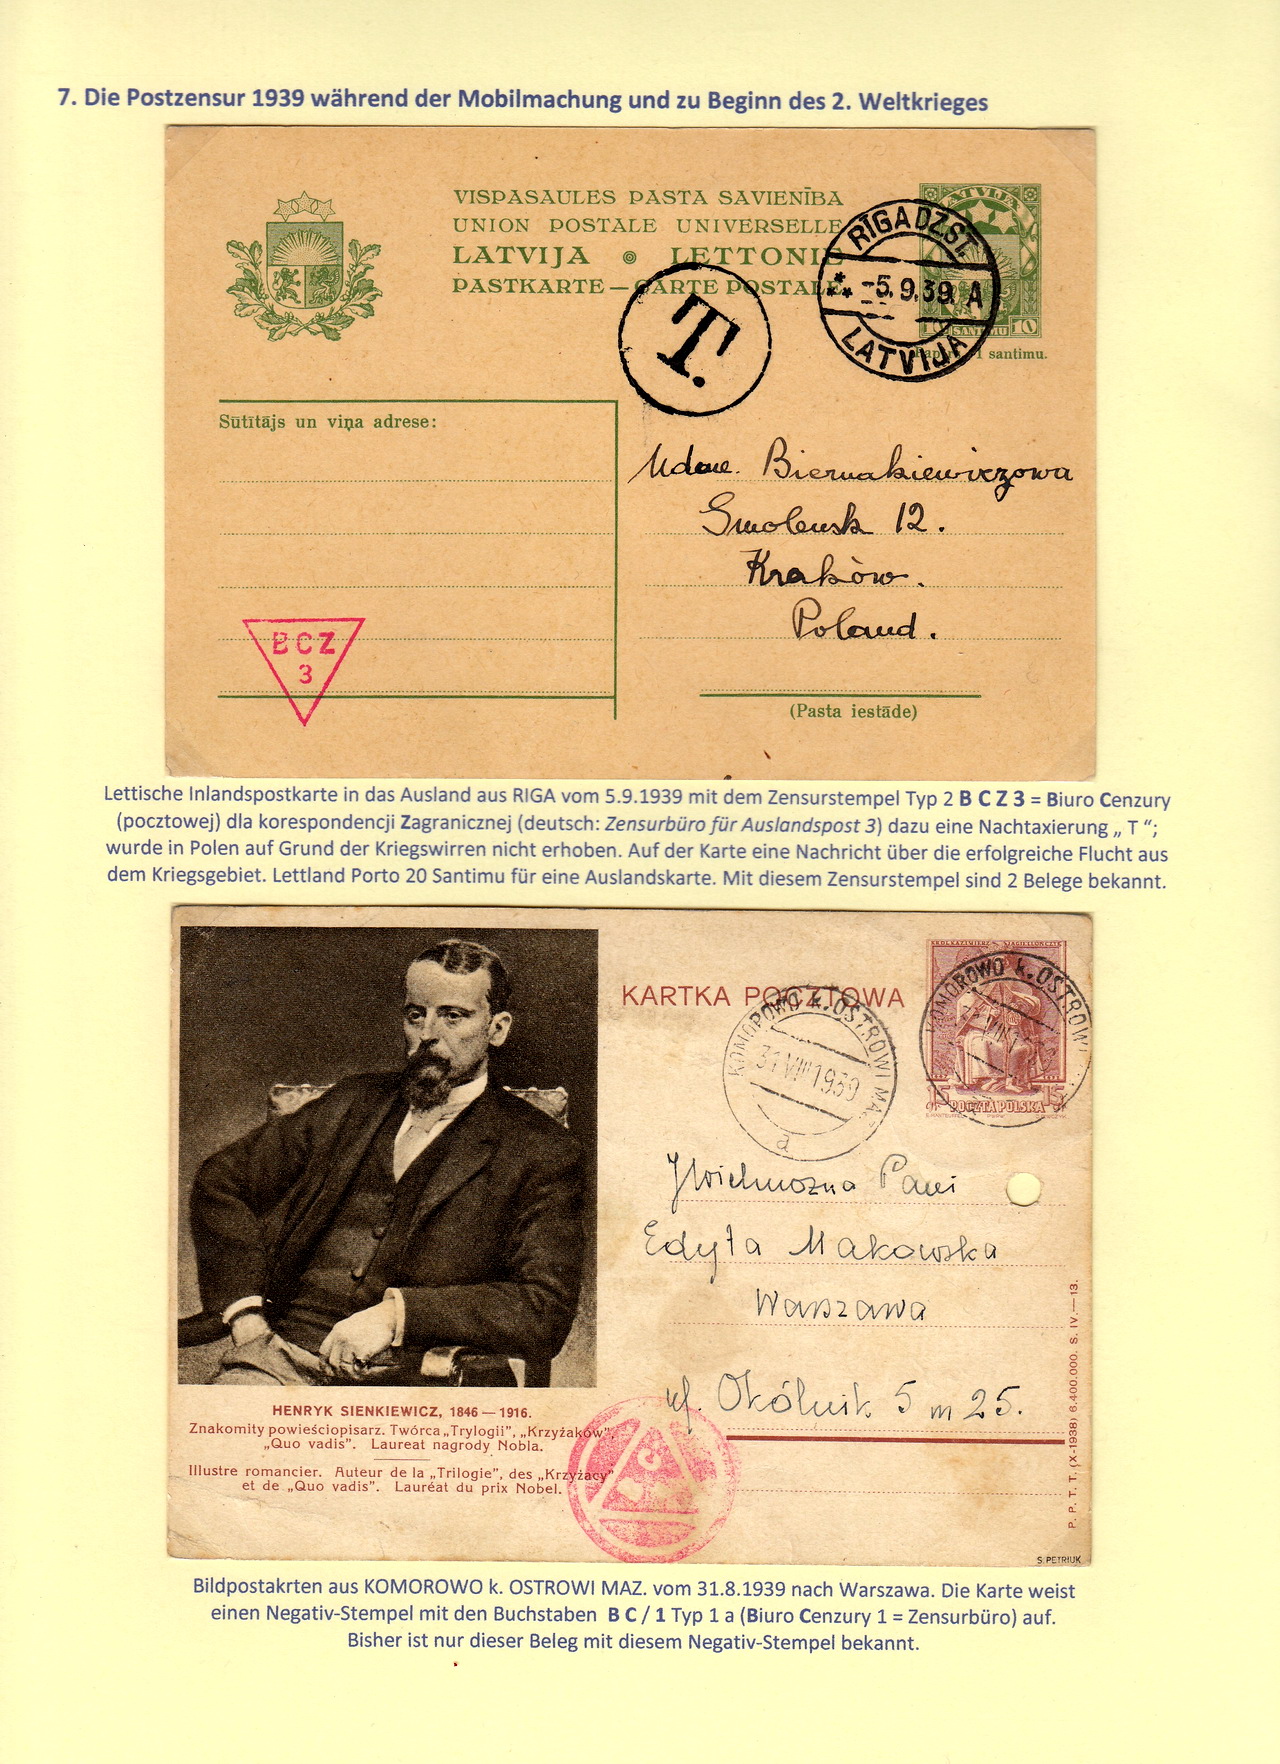 7. Die Postzensur 1939 während der Mobilmachung und zu Beginn des 2. Weltkrieges
VISPASAULES PASTA SAVIENĪBA
UNION POSTALE UNIVERSELLE
LATVIJA LETTONIE
PASTKARTE — CARTE POSTALE
LATVIJA
10 SANTIMU 10
santimu.
RĪGA DZST.
-5.9.39. A
LATVIJA
T.
Sūtītājs un viņa adrese:
Mdme. Biernakiewiczowa
Smolensk 12.
Kraków.
Poland.
BCZ
3
(Pasta iestāde)
Lettische Inlandspostkarte in das Ausland aus RIGA vom 5.9.1939 mit dem Zensurstempel Typ 2 B C Z 3 = Biuro Cenzury
(pocztowej) dla korespondencji Zagranicznej (deutsch: Zensurbüro für Auslandspost 3) dazu eine Nachtaxierung „ T “;
wurde in Polen auf Grund der Kriegswirren nicht erhoben. Auf der Karte eine Nachricht über die erfolgreiche Flucht aus
dem Kriegsgebiet. Lettland Porto 20 Santimu für eine Auslandskarte. Mit diesem Zensurstempel sind 2 Belege bekannt.
KARTKA POCZTOWA
KOMOROWO k. OSTROWI MAZ.
31 VIII 1939
a
KOMOROWO k. OSTROWI
15 POCZTA POLSKA 15
JWielmożna Pani
Edyta Makowska
Warszawa
ul. Okólnik 5 m 25.
HENRYK SIENKIEWICZ, 1846 — 1916.
Znakomity powieściopisarz. Twórca „Trylogii”, „Krzyżaków”,
„Quo vadis”. Laureat nagrody Nobla.
Illustre romancier. Auteur de la „Trilogie”, des „Krzyżacy”
et de „Quo vadis”. Lauréat du prix Nobel.
P. P. T. T. (X-1938) 6.400.000. S. IV.—13.
S. PETRIUK
Bildpostakrten aus KOMOROWO k. OSTROWI MAZ. vom 31.8.1939 nach Warszawa. Die Karte weist
einen Negativ-Stempel mit den Buchstaben B C / 1 Typ 1 a (Biuro Cenzury 1 = Zensurbüro) auf.
Bisher ist nur dieser Beleg mit diesem Negativ-Stempel bekannt.